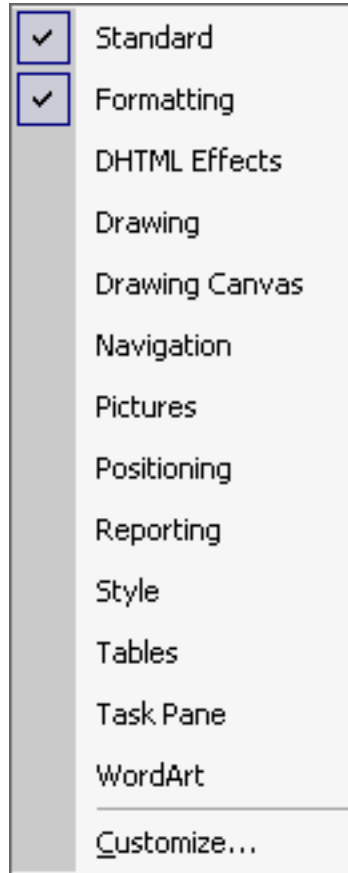 Standard
Formatting
DHTML Effects
Drawing
Drawing Canvas
Navigation
Pictures
Positioning
Reporting
Style
Tables
Task Pane
WordArt
Customize...